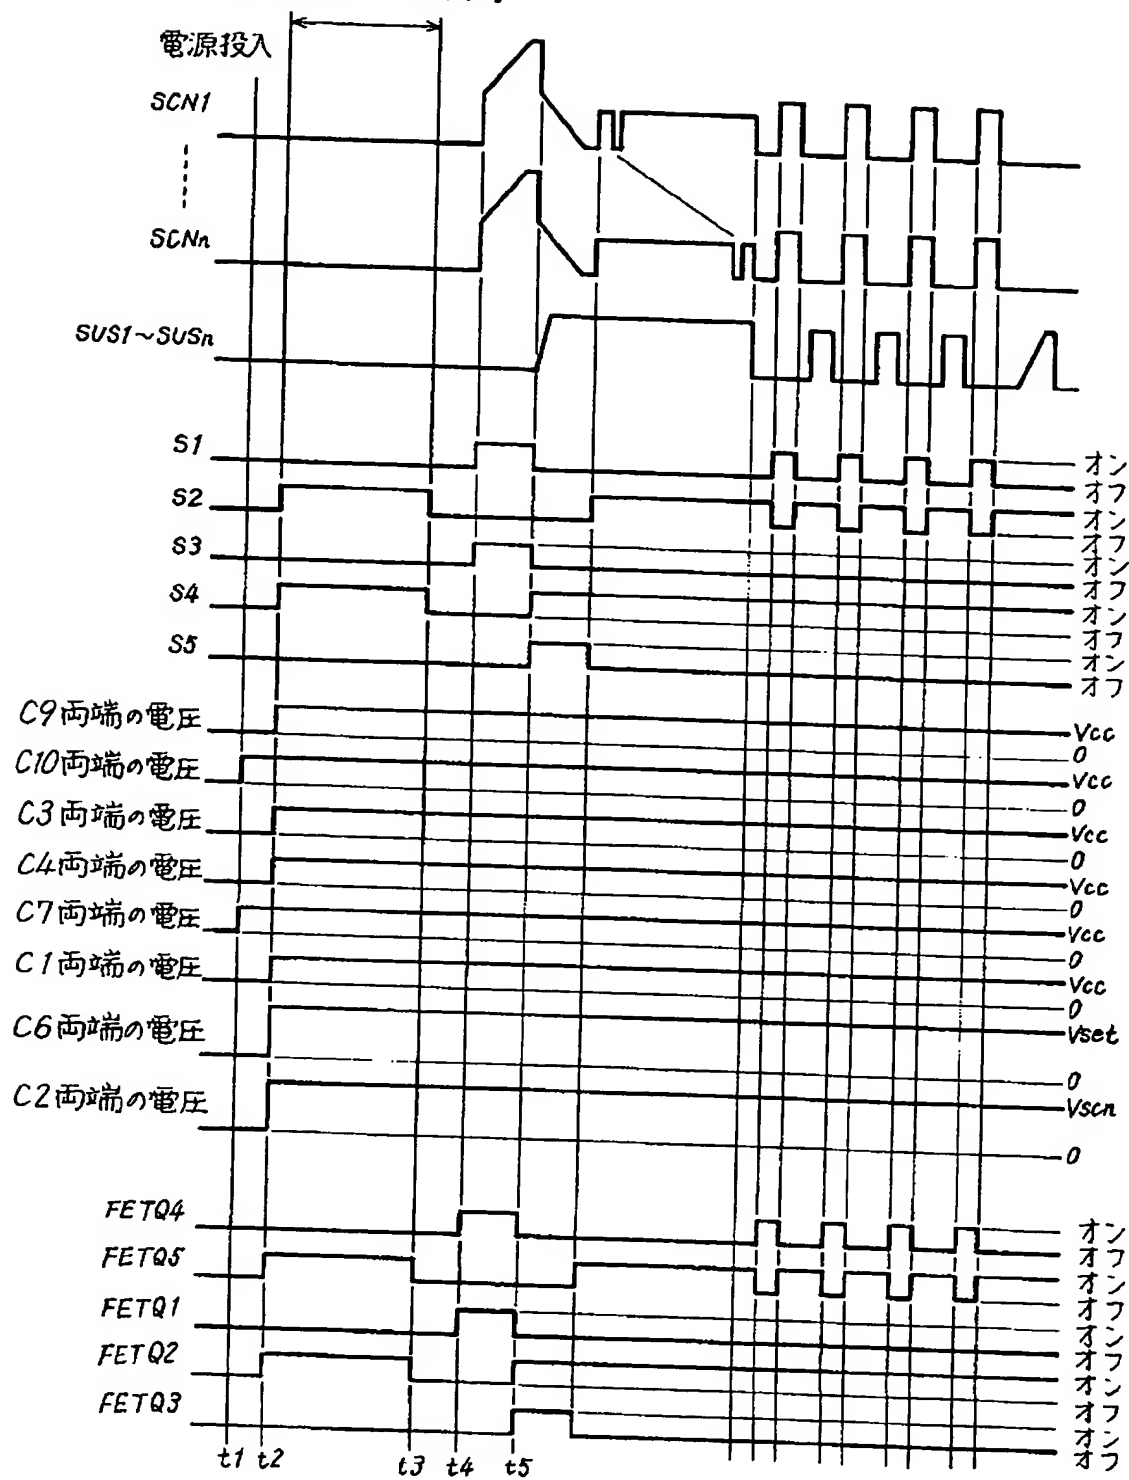 電源投入
SCN1
SCNn
SUS1～SUSn
S1
オン
オフ
S2
オン
オフ
S3
オン
オフ
S4
オン
オフ
S5
オン
オフ
C9両端の電圧
Vcc
0
C10両端の電圧
Vcc
0
C3両端の電圧
Vcc
0
C4両端の電圧
Vcc
0
C7両端の電圧
Vcc
0
C1両端の電圧
Vcc
0
C6両端の電圧
Vset
0
C2両端の電圧
Vscn
0
FETQ4
オン
オフ
FETQ5
オン
オフ
FETQ1
オン
オフ
FETQ2
オン
オフ
FETQ3
オン
オフ
t1 t2 t3 t4 t5